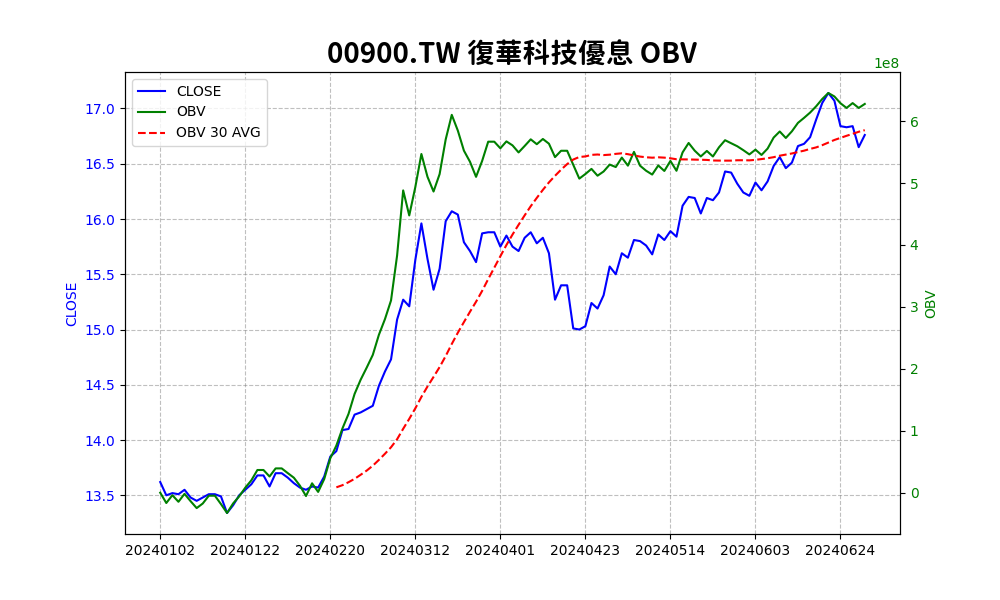 00900.TW 復華科技優息 OBV
1e8
CLOSE
OBV
OBV 30 AVG
17.0
16.5
16.0
15.5
15.0
14.5
14.0
13.5
CLOSE
6
5
4
3
2
1
0
OBV
20240102 20240122 20240220 20240312 20240401 20240423 20240514 20240603 20240624